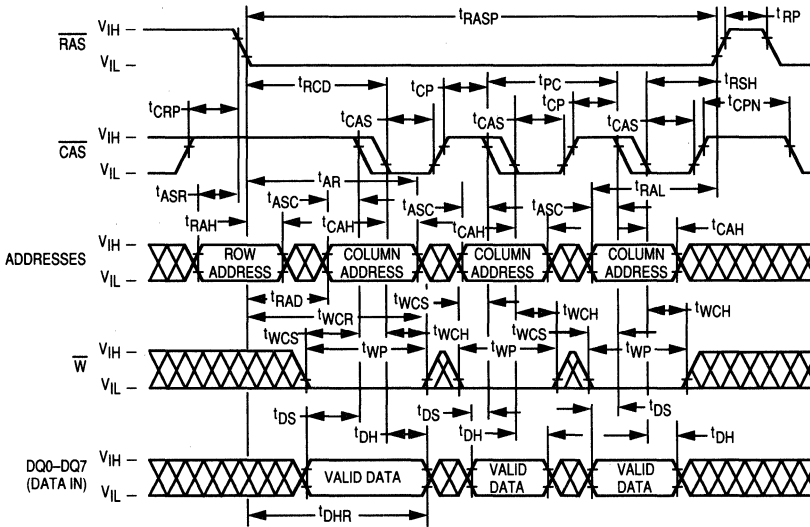 tRASP
tRP
RAS
VIH
VIL
tRCD
tCP
tPC
tRSH
tCRP
tCAS
tCAS
tCP
tCAS
tCPN
CAS
VIH
VIL
tASR
tAR
tASC
tASC
tASC
tRAL
tRAH
tCAH
tCAH
tCAH
ADDRESSES
VIH
VIL
ROW ADDRESS
COLUMN ADDRESS
COLUMN ADDRESS
COLUMN ADDRESS
tRAD
tWCR
tWCS
tWCH
tWCH
tWCS
tWCH
tWCS
W
VIH
VIL
tWP
tWP
tWP
tDS
tDS
tDS
tDH
tDH
tDH
DQ0–DQ7
(DATA IN)
VIH
VIL
VALID DATA
VALID DATA
VALID DATA
tDHR